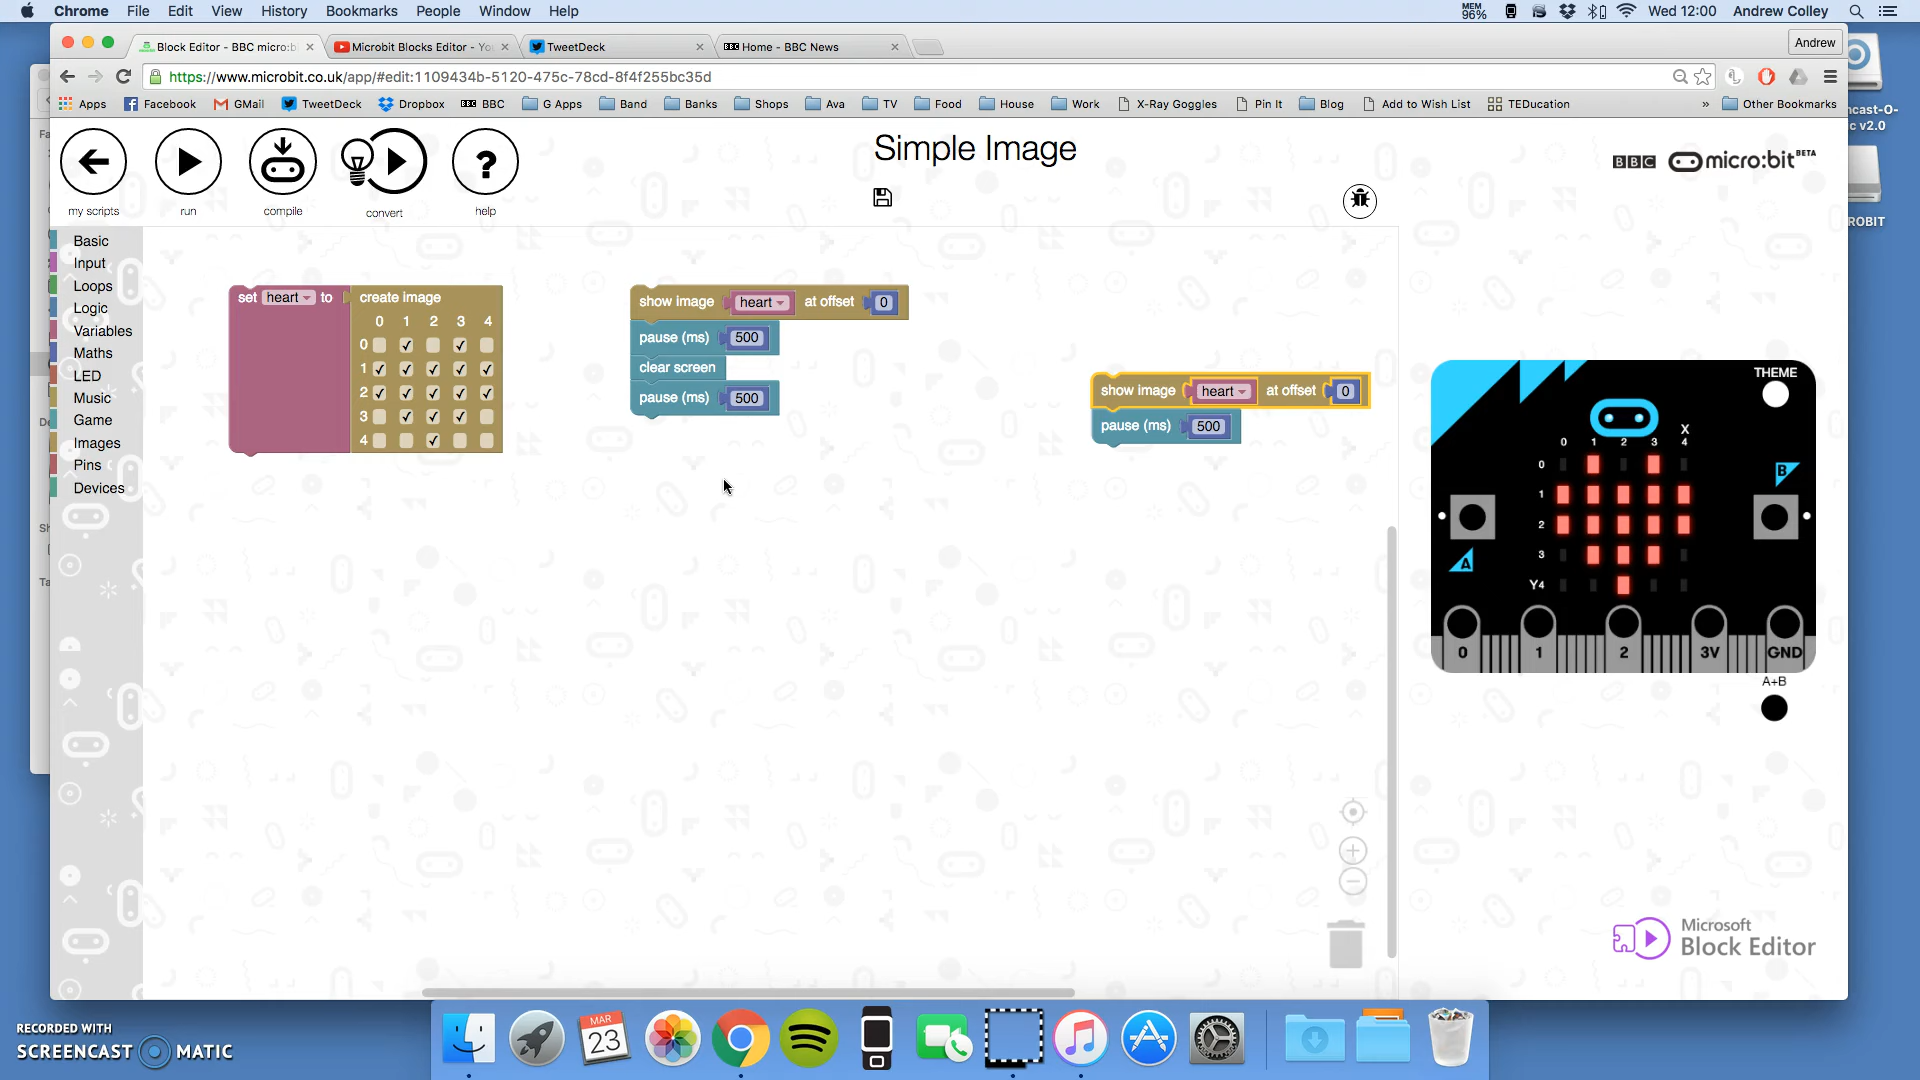 Chrome File Edit View History Bookmarks People Window Help
MEM 96% Wed 12:00 Andrew Colley
Block Editor - BBC micro:b
Microbit Blocks Editor - Yo
TweetDeck
BBC Home - BBC News
Andrew
https://www.microbit.co.uk/app/#edit:1109434b-5120-475c-78cd-8f4f255bc35d
Apps Facebook GMail TweetDeck Dropbox BBC BBC G Apps Band Banks Shops Ava TV Food House Work X-Ray Goggles Pin It Blog Add to Wish List TEDucation » Other Bookmarks
ncast-O-
c v2.0
ROBIT
Simple Image
BBC micro:bit BETA
?
my scripts run compile convert help
Basic
Input
Loops
Logic
Variables
Maths
LED
Music
Game
Images
Pins
Devices
set heart to create image
0 1 2 3 4
0
1
2
3
4
show image heart at offset 0
pause (ms) 500
clear screen
pause (ms) 500
show image heart at offset 0
pause (ms) 500
THEME
X
0 1 2 3 4
0
1
2
3
Y4
A
B
0 1 2 3V GND
A+B
Microsoft
Block Editor
RECORDED WITH
SCREENCAST MATIC
MAR
23